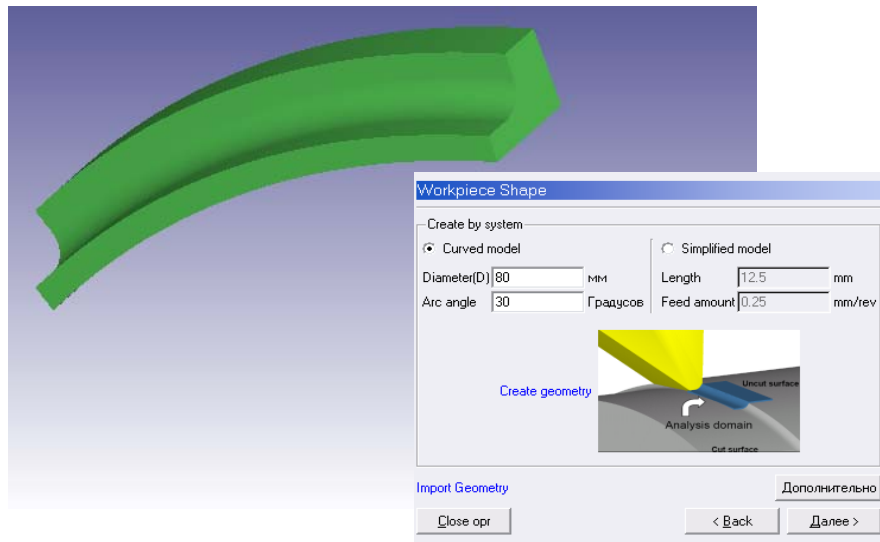 Workpiece Shape
Create by system
Curved model
Simplified model
Diameter(D) 80 мм
Length 12.5 mm
Arc angle 30 Градусов
Feed amount 0.25 mm/rev
Create geometry
Uncut surface
Analysis domain
Cut surface
Import Geometry
Дополнительно
Close opr
< Back
Далее >